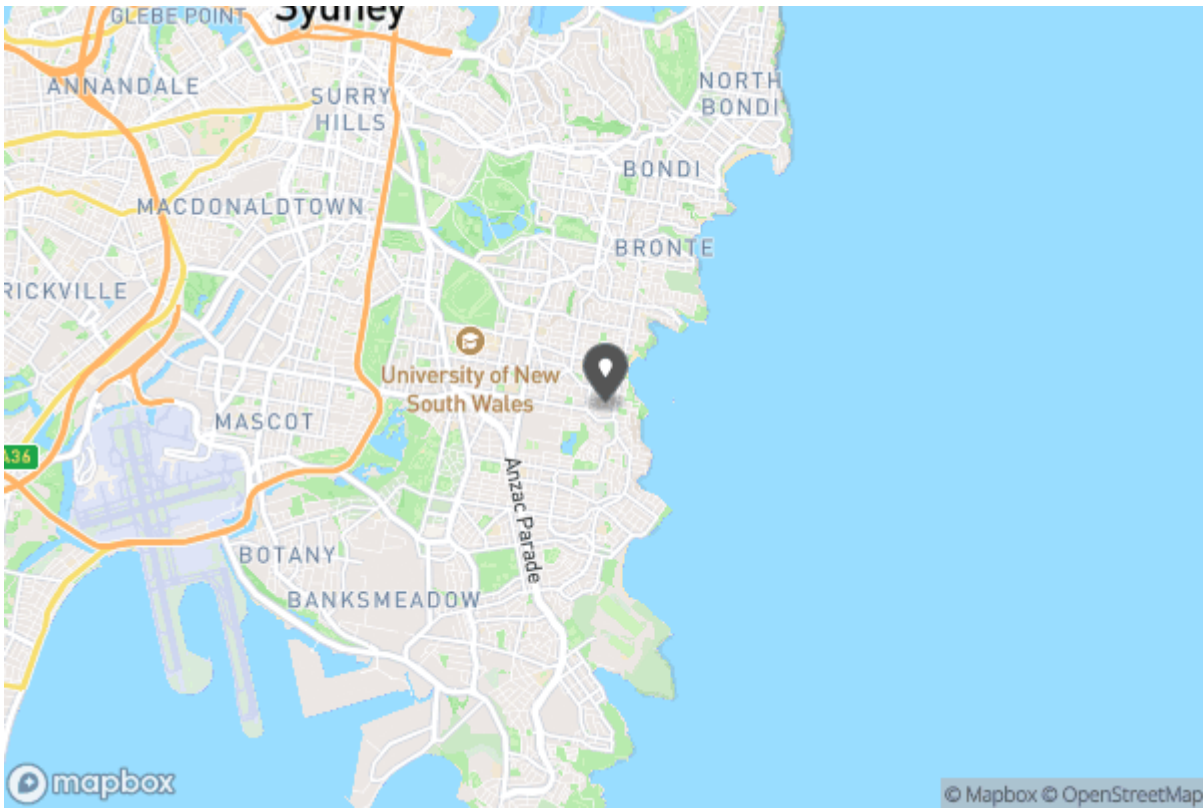 GLEBE POINT
Sydney
ANNANDALE
SURRY
HILLS
NORTH
BONDI
BONDI
MACDONALDTOWN
BRONTE
RICKVILLE
University of New
South Wales
MASCOT
A36
Anzac Parade
BOTANY
BANKSMEADOW
mapbox
© Mapbox © OpenStreetMap